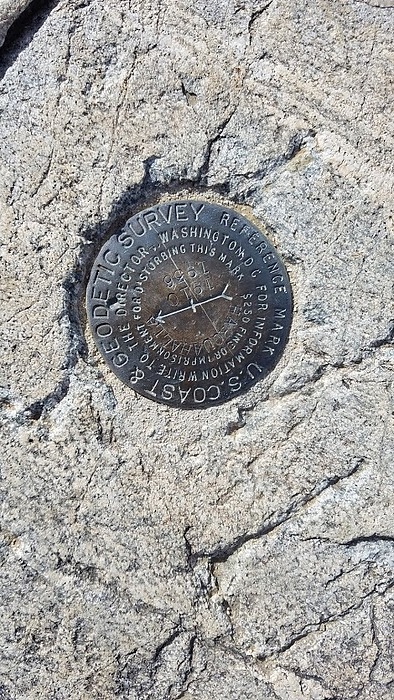 U.S. COAST & GEODETIC SURVEY REFERENCE MARK
FOR INFORMATION WRITE TO THE DIRECTOR, WASHINGTON, D.C.
$250 FINE OR IMPRISONMENT FOR DISTURBING THIS MARK
1966